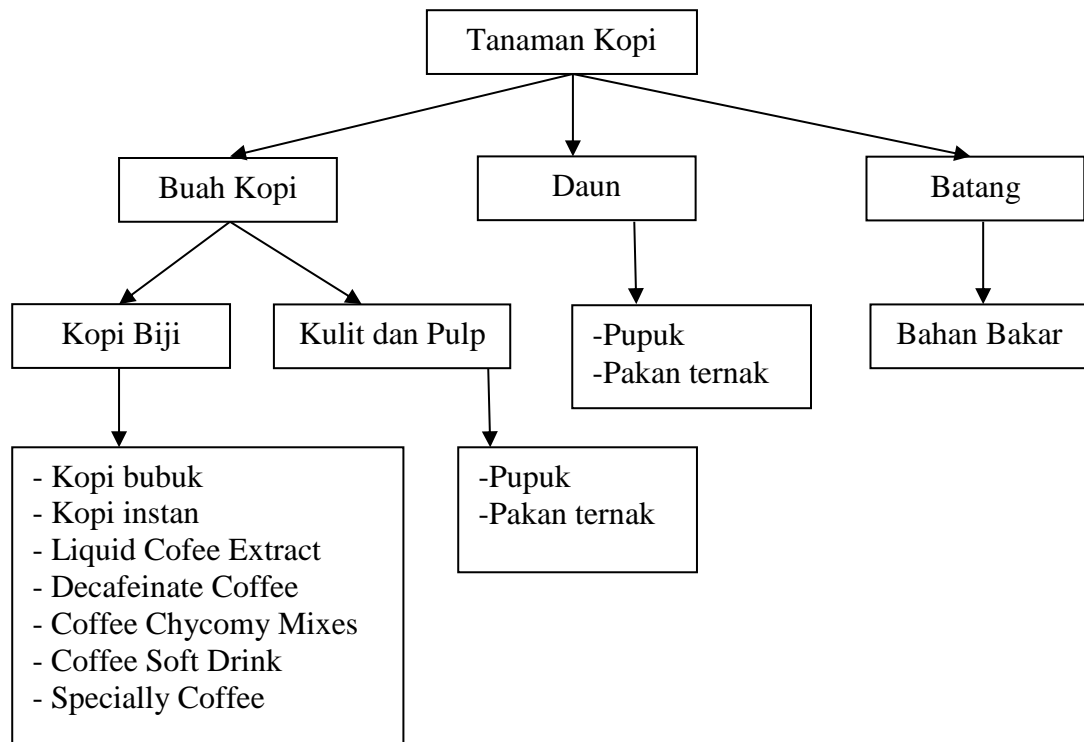 Tanaman Kopi
Buah Kopi
Daun
Batang
Kopi Biji
Kulit dan Pulp
-Pupuk
-Pakan ternak
Bahan Bakar
- Kopi bubuk
- Kopi instan
- Liquid Cofee Extract
- Decafeinate Coffee
- Coffee Chycomy Mixes
- Coffee Soft Drink
- Specially Coffee
-Pupuk
-Pakan ternak